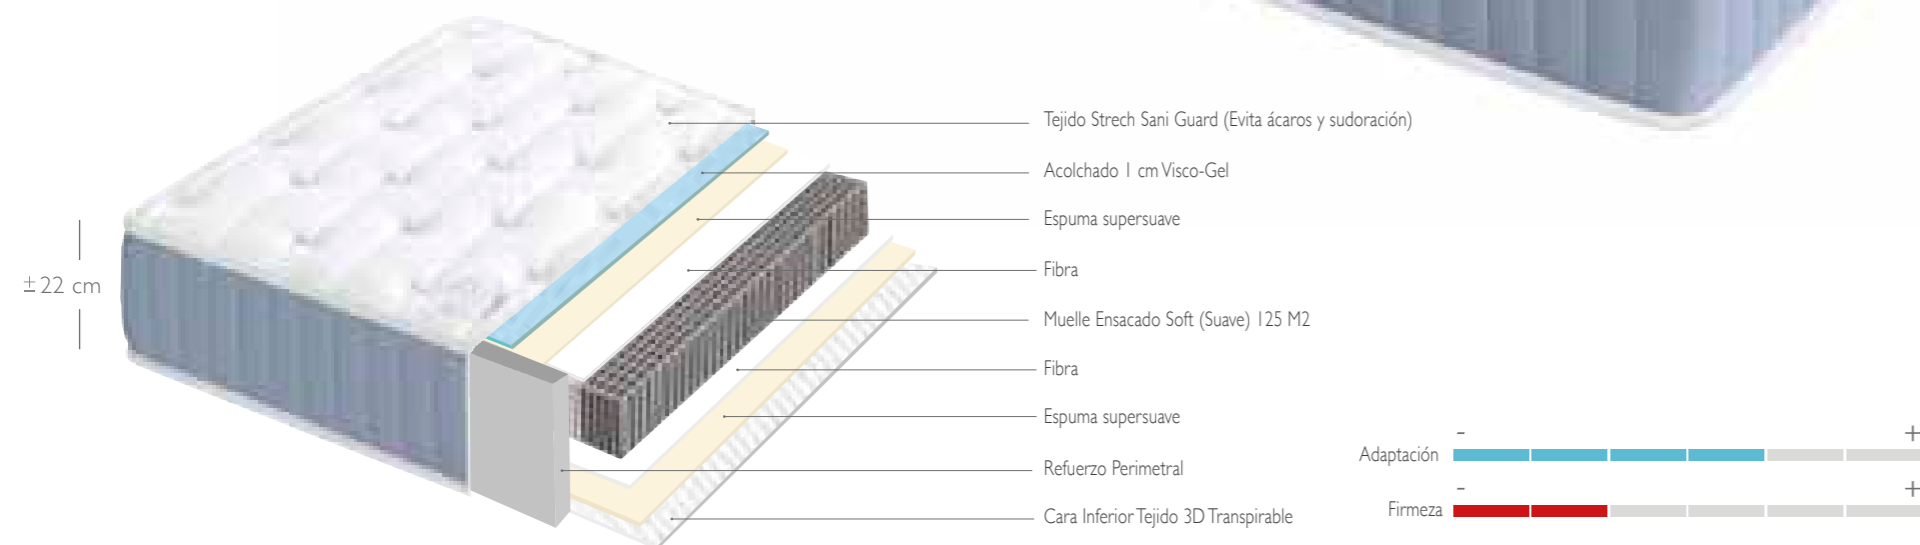 Tejido Strech Sani Guard (Evita ácaros y sudoración)
Acolchado 1 cm Visco-Gel
Espuma supersuave
Fibra
±22 cm
Muelle Ensacado Soft (Suave) 125 M2
Fibra
Espuma supersuave
Refuerzo Perimetral
Cara Inferior Tejido 3D Transpirable
- +
Adaptación
- +
Firmeza